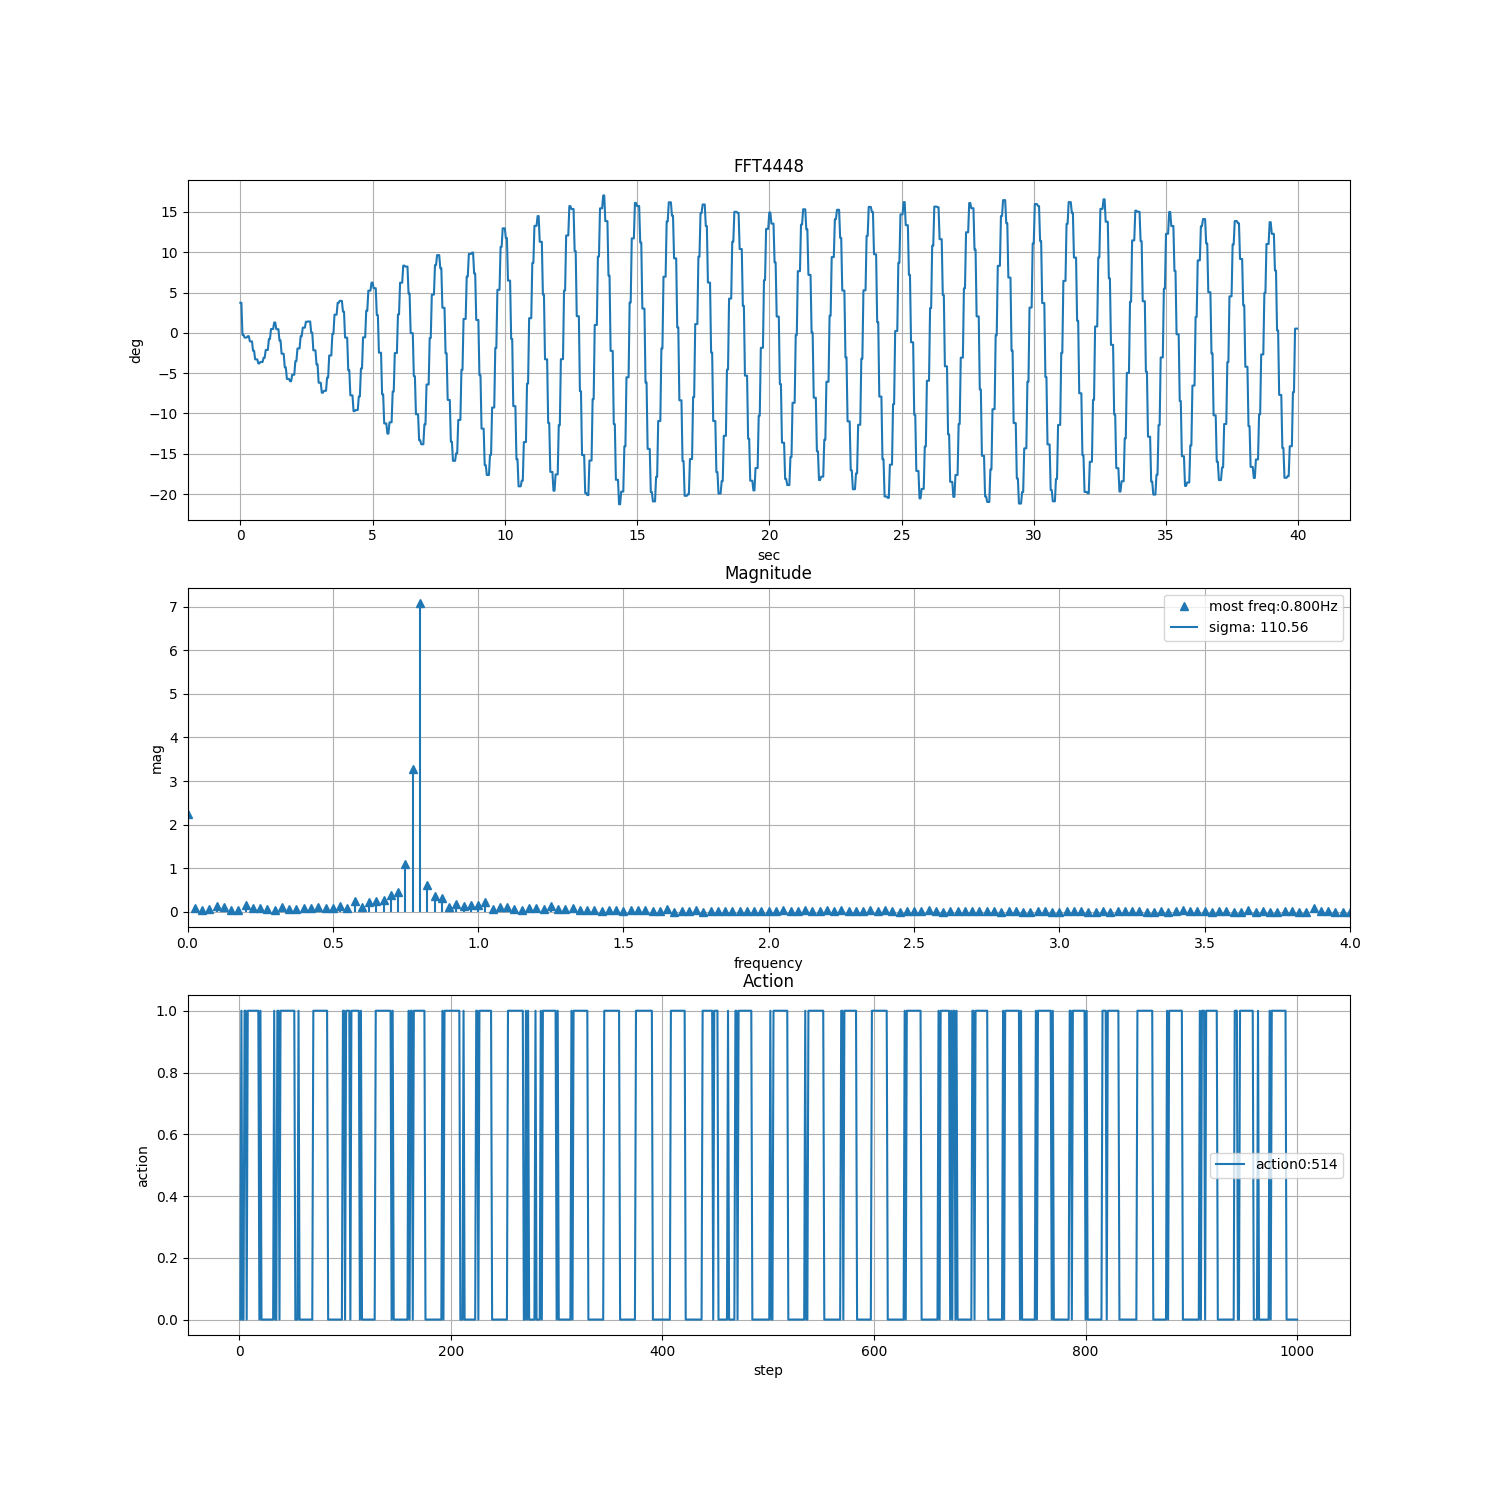 FFT4448
deg
15
10
5
0
−5
−10
−15
−20
0 5 10 15 20 25 30 35 40
sec
Magnitude
mag
7
6
5
4
3
2
1
0
most freq:0.800Hz
sigma: 110.56
0.0 0.5 1.0 1.5 2.0 2.5 3.0 3.5 4.0
frequency
Action
action
1.0
0.8
0.6
0.4
0.2
0.0
action0:514
0 200 400 600 800 1000
step